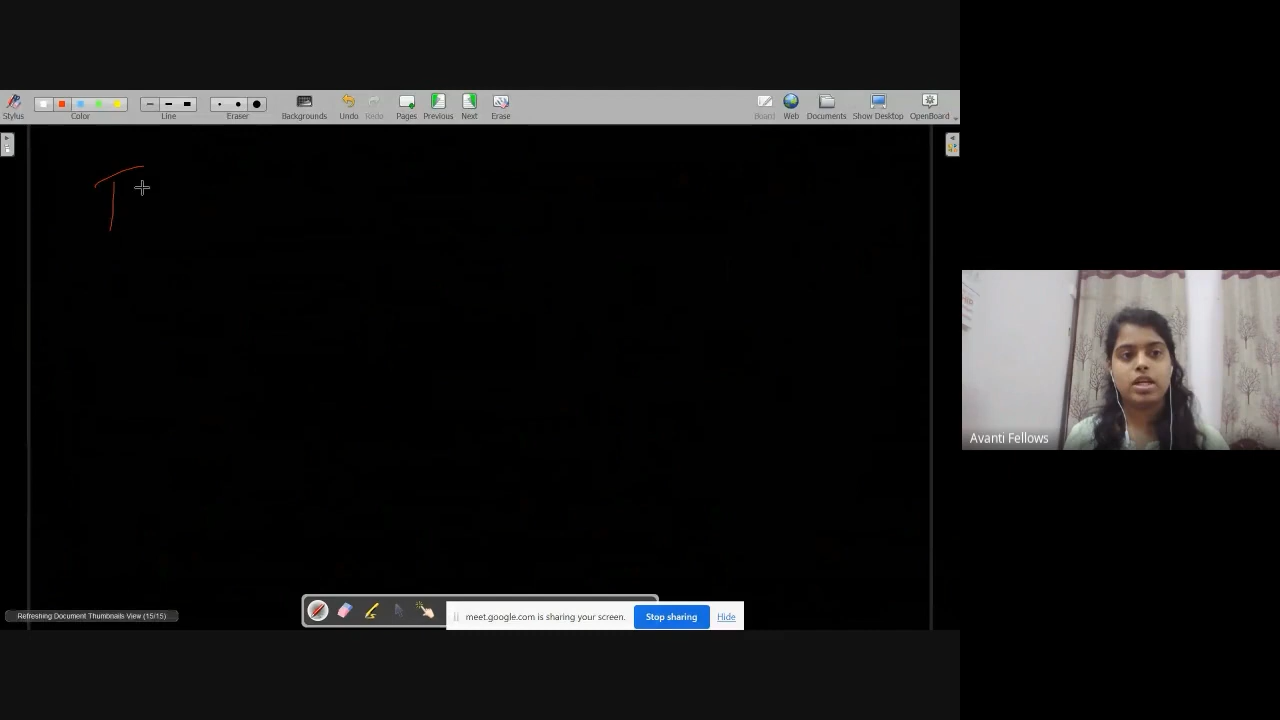 Stylus
Color
Line
Eraser
Backgrounds
Undo
Redo
Pages
Previous
Next
Erase
Board
Web
Documents
Show Desktop
OpenBoard
T
Avanti Fellows
Refreshing Document Thumbnails View (15/15)
meet.google.com is sharing your screen.
Stop sharing
Hide